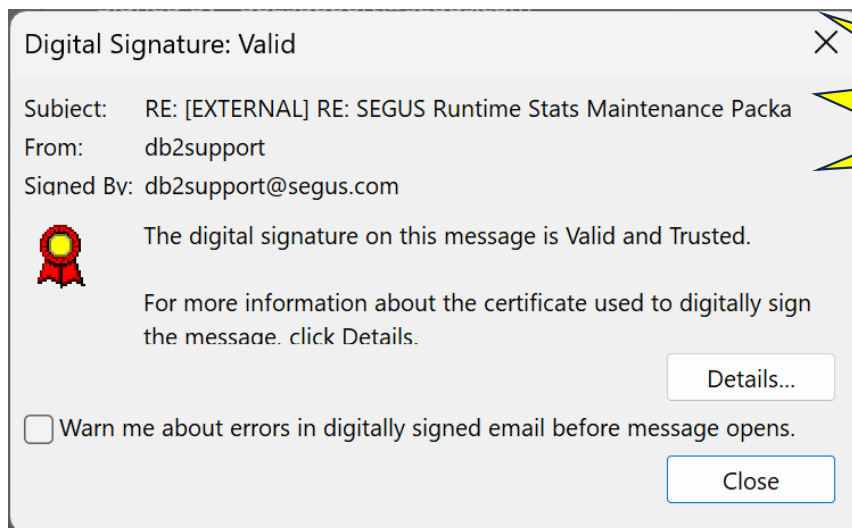 Digital Signature: Valid
Subject: RE: [EXTERNAL] RE: SEGUS Runtime Stats Maintenance Packa
From: db2support
Signed By: db2support@segus.com
The digital signature on this message is Valid and Trusted.
For more information about the certificate used to digitally sign
the message, click Details.
Details...
Warn me about errors in digitally signed email before message opens.
Close